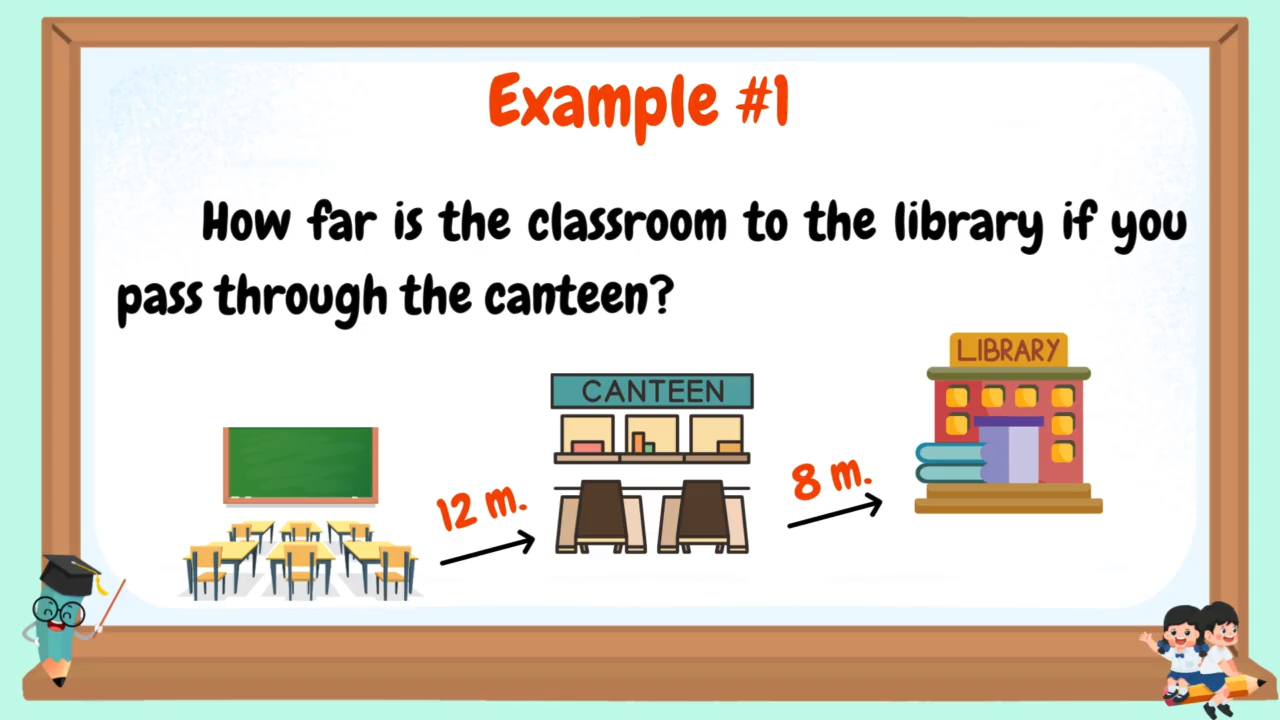 Example #1
How far is the classroom to the library if you
pass through the canteen?
LIBRARY
CANTEEN
12 m.
8 m.